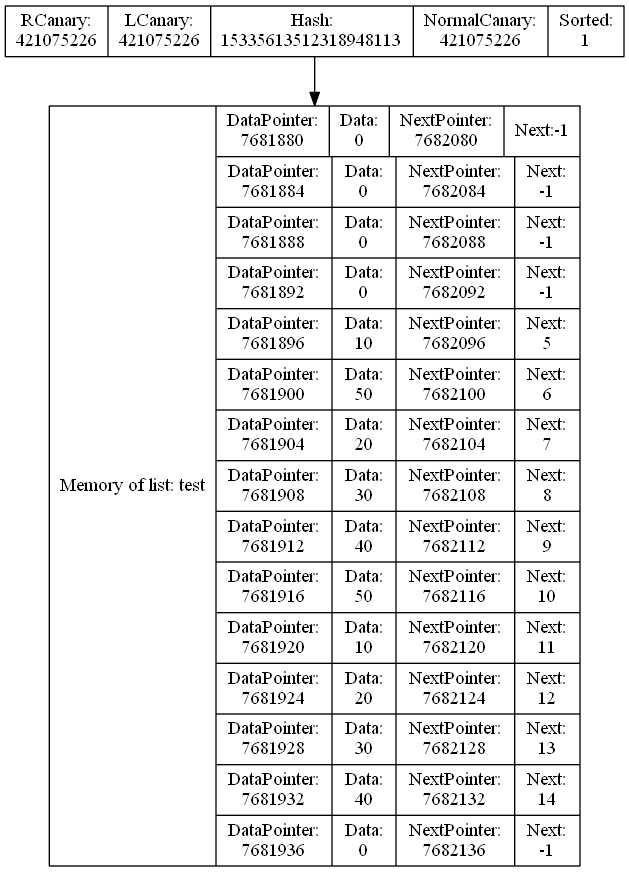 RCanary:
421075226
LCanary:
421075226
Hash:
15335613512318948113
NormalCanary:
421075226
Sorted:
1
Memory of list: test
DataPointer:
7681880
Data:
0
NextPointer:
7682080
Next:-1
DataPointer:
7681884
Data:
0
NextPointer:
7682084
Next:
-1
DataPointer:
7681888
Data:
0
NextPointer:
7682088
Next:
-1
DataPointer:
7681892
Data:
0
NextPointer:
7682092
Next:
-1
DataPointer:
7681896
Data:
10
NextPointer:
7682096
Next:
5
DataPointer:
7681900
Data:
50
NextPointer:
7682100
Next:
6
DataPointer:
7681904
Data:
20
NextPointer:
7682104
Next:
7
DataPointer:
7681908
Data:
30
NextPointer:
7682108
Next:
8
DataPointer:
7681912
Data:
40
NextPointer:
7682112
Next:
9
DataPointer:
7681916
Data:
50
NextPointer:
7682116
Next:
10
DataPointer:
7681920
Data:
10
NextPointer:
7682120
Next:
11
DataPointer:
7681924
Data:
20
NextPointer:
7682124
Next:
12
DataPointer:
7681928
Data:
30
NextPointer:
7682128
Next:
13
DataPointer:
7681932
Data:
40
NextPointer:
7682132
Next:
14
DataPointer:
7681936
Data:
0
NextPointer:
7682136
Next:
-1